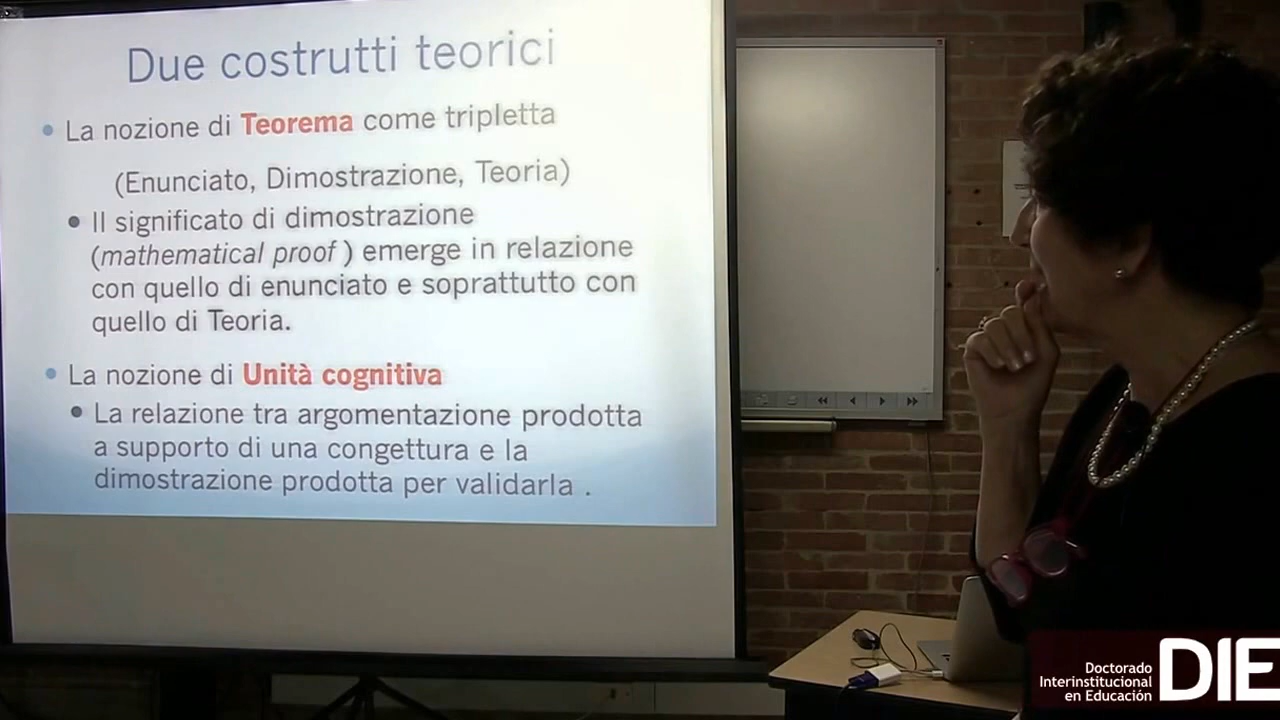 Due costrutti teorici
• La nozione di Teorema come tripletta
(Enunciato, Dimostrazione, Teoria)
• Il significato di dimostrazione
(mathematical proof ) emerge in relazione
con quello di enunciato e soprattutto con
quello di Teoria.
• La nozione di Unità cognitiva
• La relazione tra argomentazione prodotta
a supporto di una congettura e la
dimostrazione prodotta per validarla .
Doctorado
Interinstitucional
en Educación
DIE